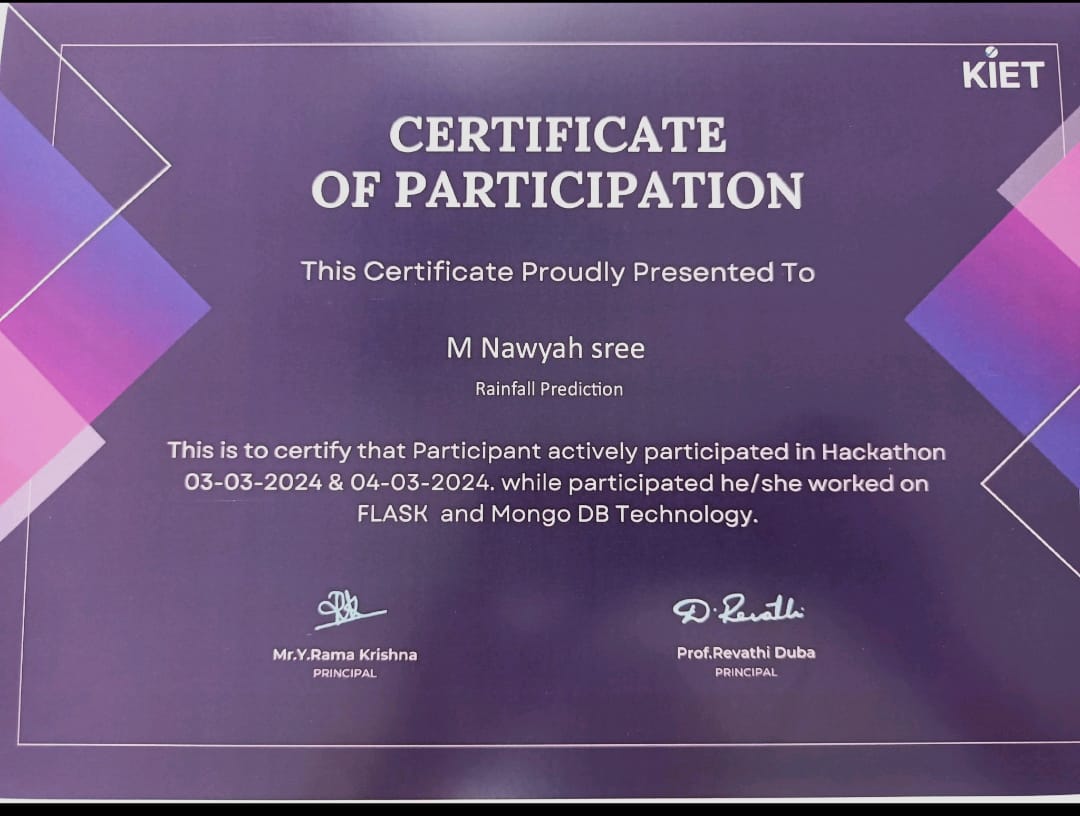 KIET
CERTIFICATE
OF PARTICIPATION
This Certificate Proudly Presented To
M Nawyah sree
Rainfall Prediction
This is to certify that Participant actively participated in Hackathon
03-03-2024 & 04-03-2024. while participated he/she worked on
FLASK and Mongo DB Technology.
D. Revathi
Mr.Y.Rama Krishna
PRINCIPAL
Prof.Revathi Duba
PRINCIPAL